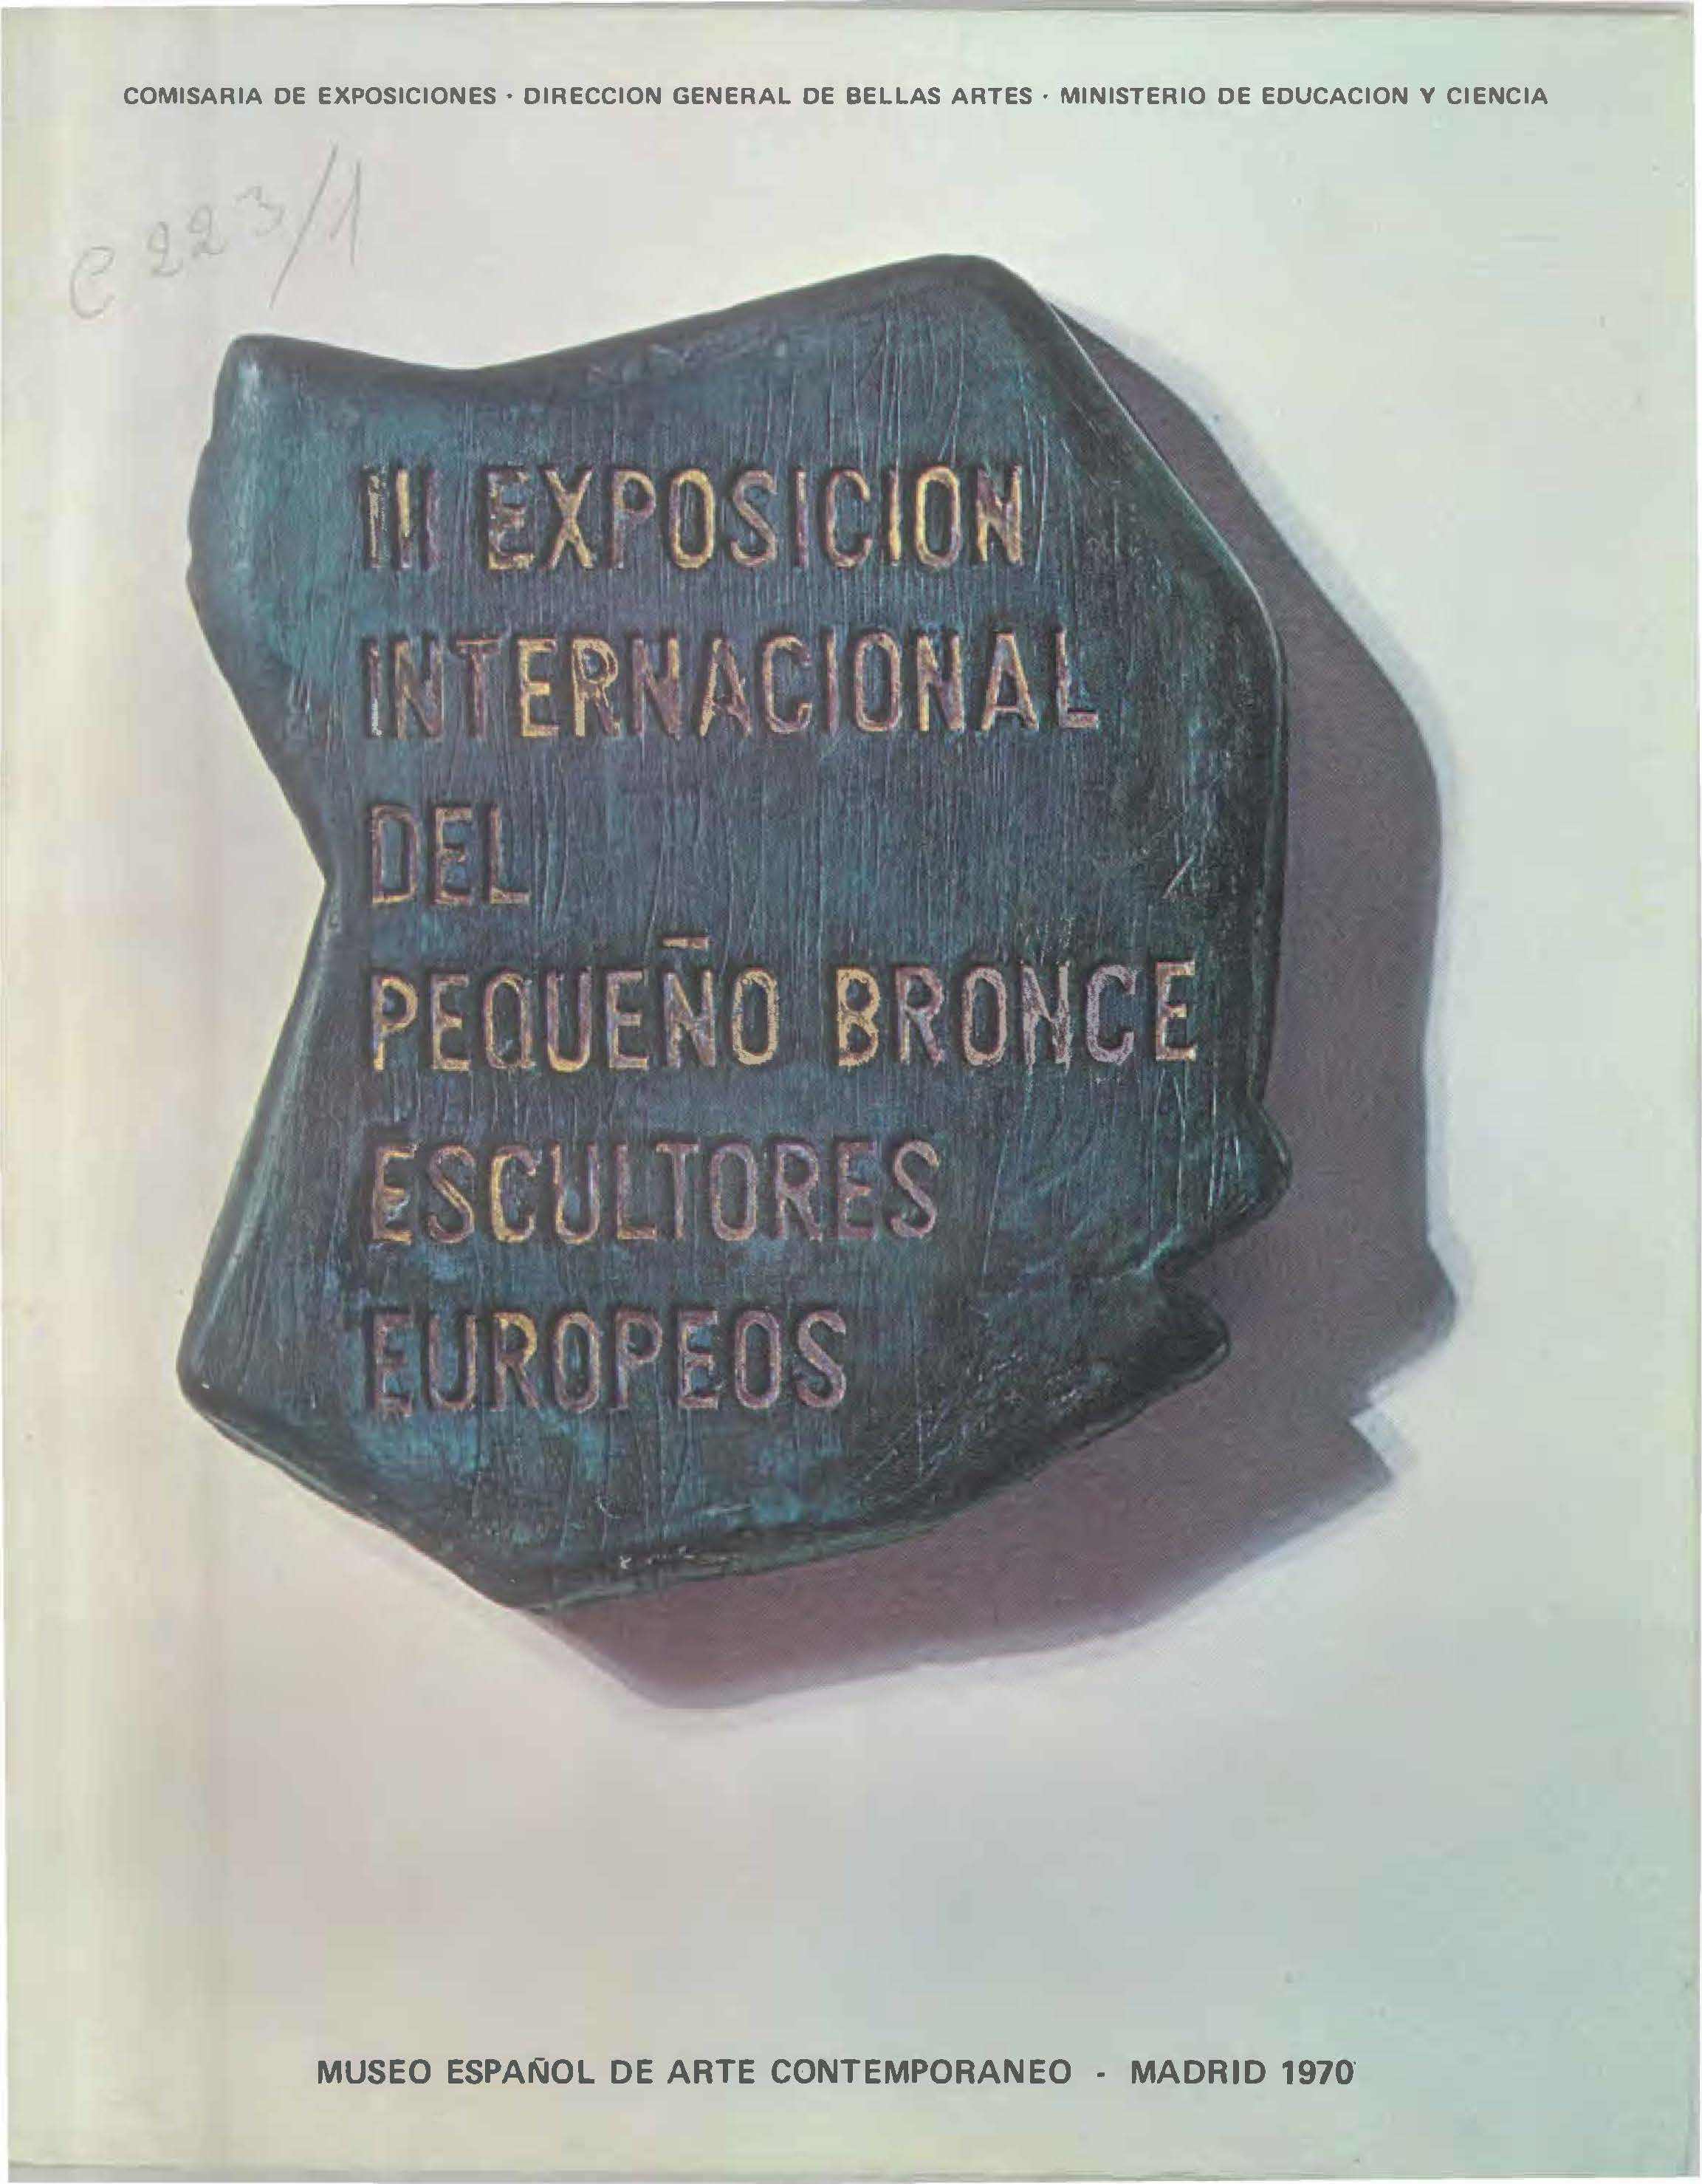 COMISARIA DE EXPOSICIONES · DIRECCION GENERAL DE BELLAS ARTES · MINISTERIO DE EDUCACION Y CIENCIA
C 223/1
III EXPOSICION
INTERNACIONAL
DEL
PEQUEÑO BRONCE
ESCULTORES
EUROPEOS
MUSEO ESPAÑOL DE ARTE CONTEMPORANEO - MADRID 1970